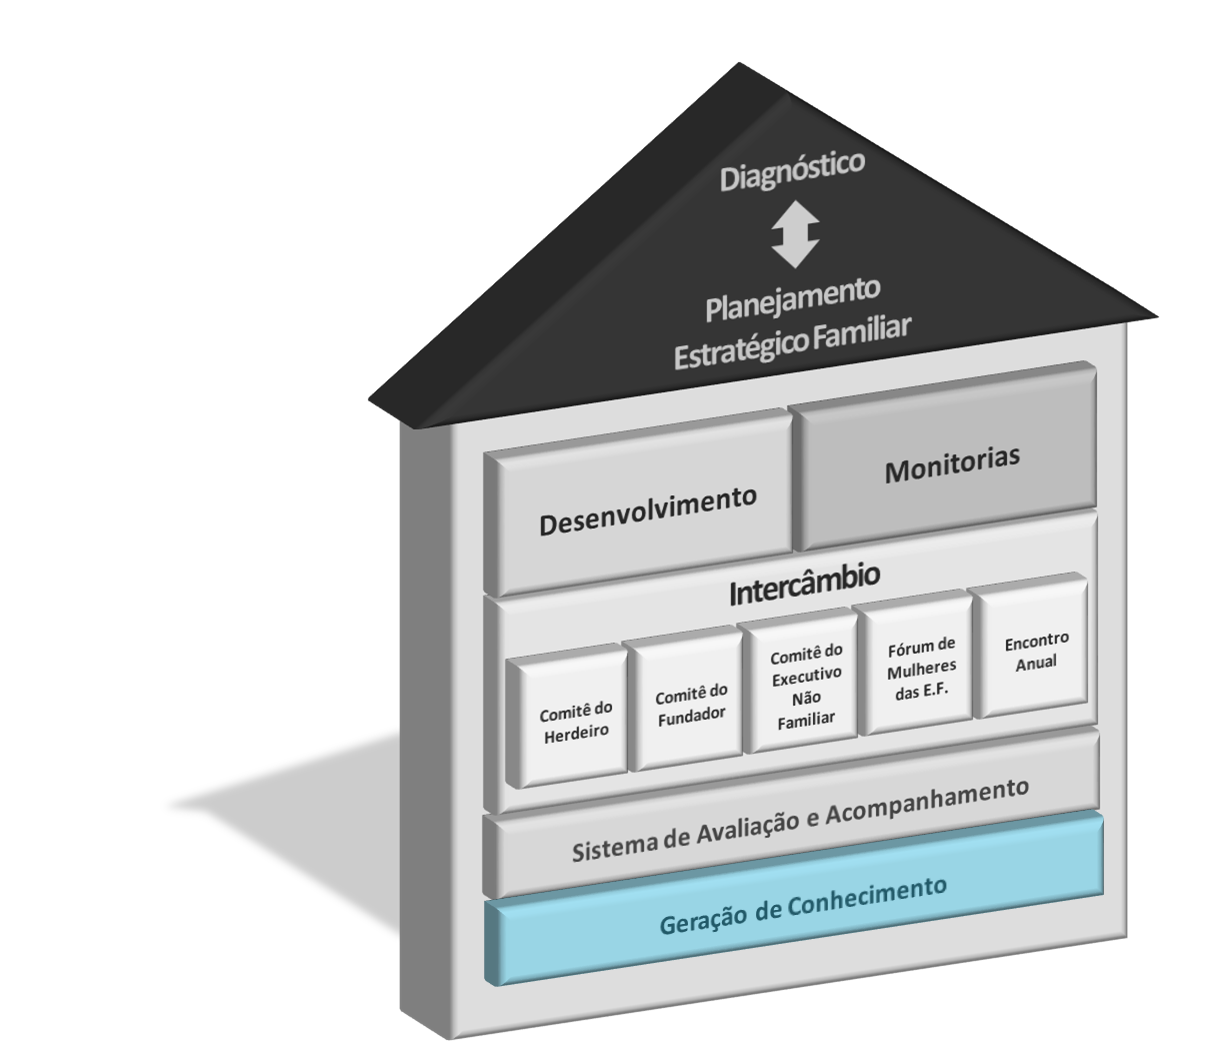 Diagnóstico
Planejamento
Estratégico Familiar
Desenvolvimento
Monitorias
Intercâmbio
Comitê do
Herdeiro
Comitê do
Fundador
Comitê do
Executivo
Não
Familiar
Fórum de
Mulheres
das E.F.
Encontro
Anual
Sistema de Avaliação e Acompanhamento
Geração de Conhecimento